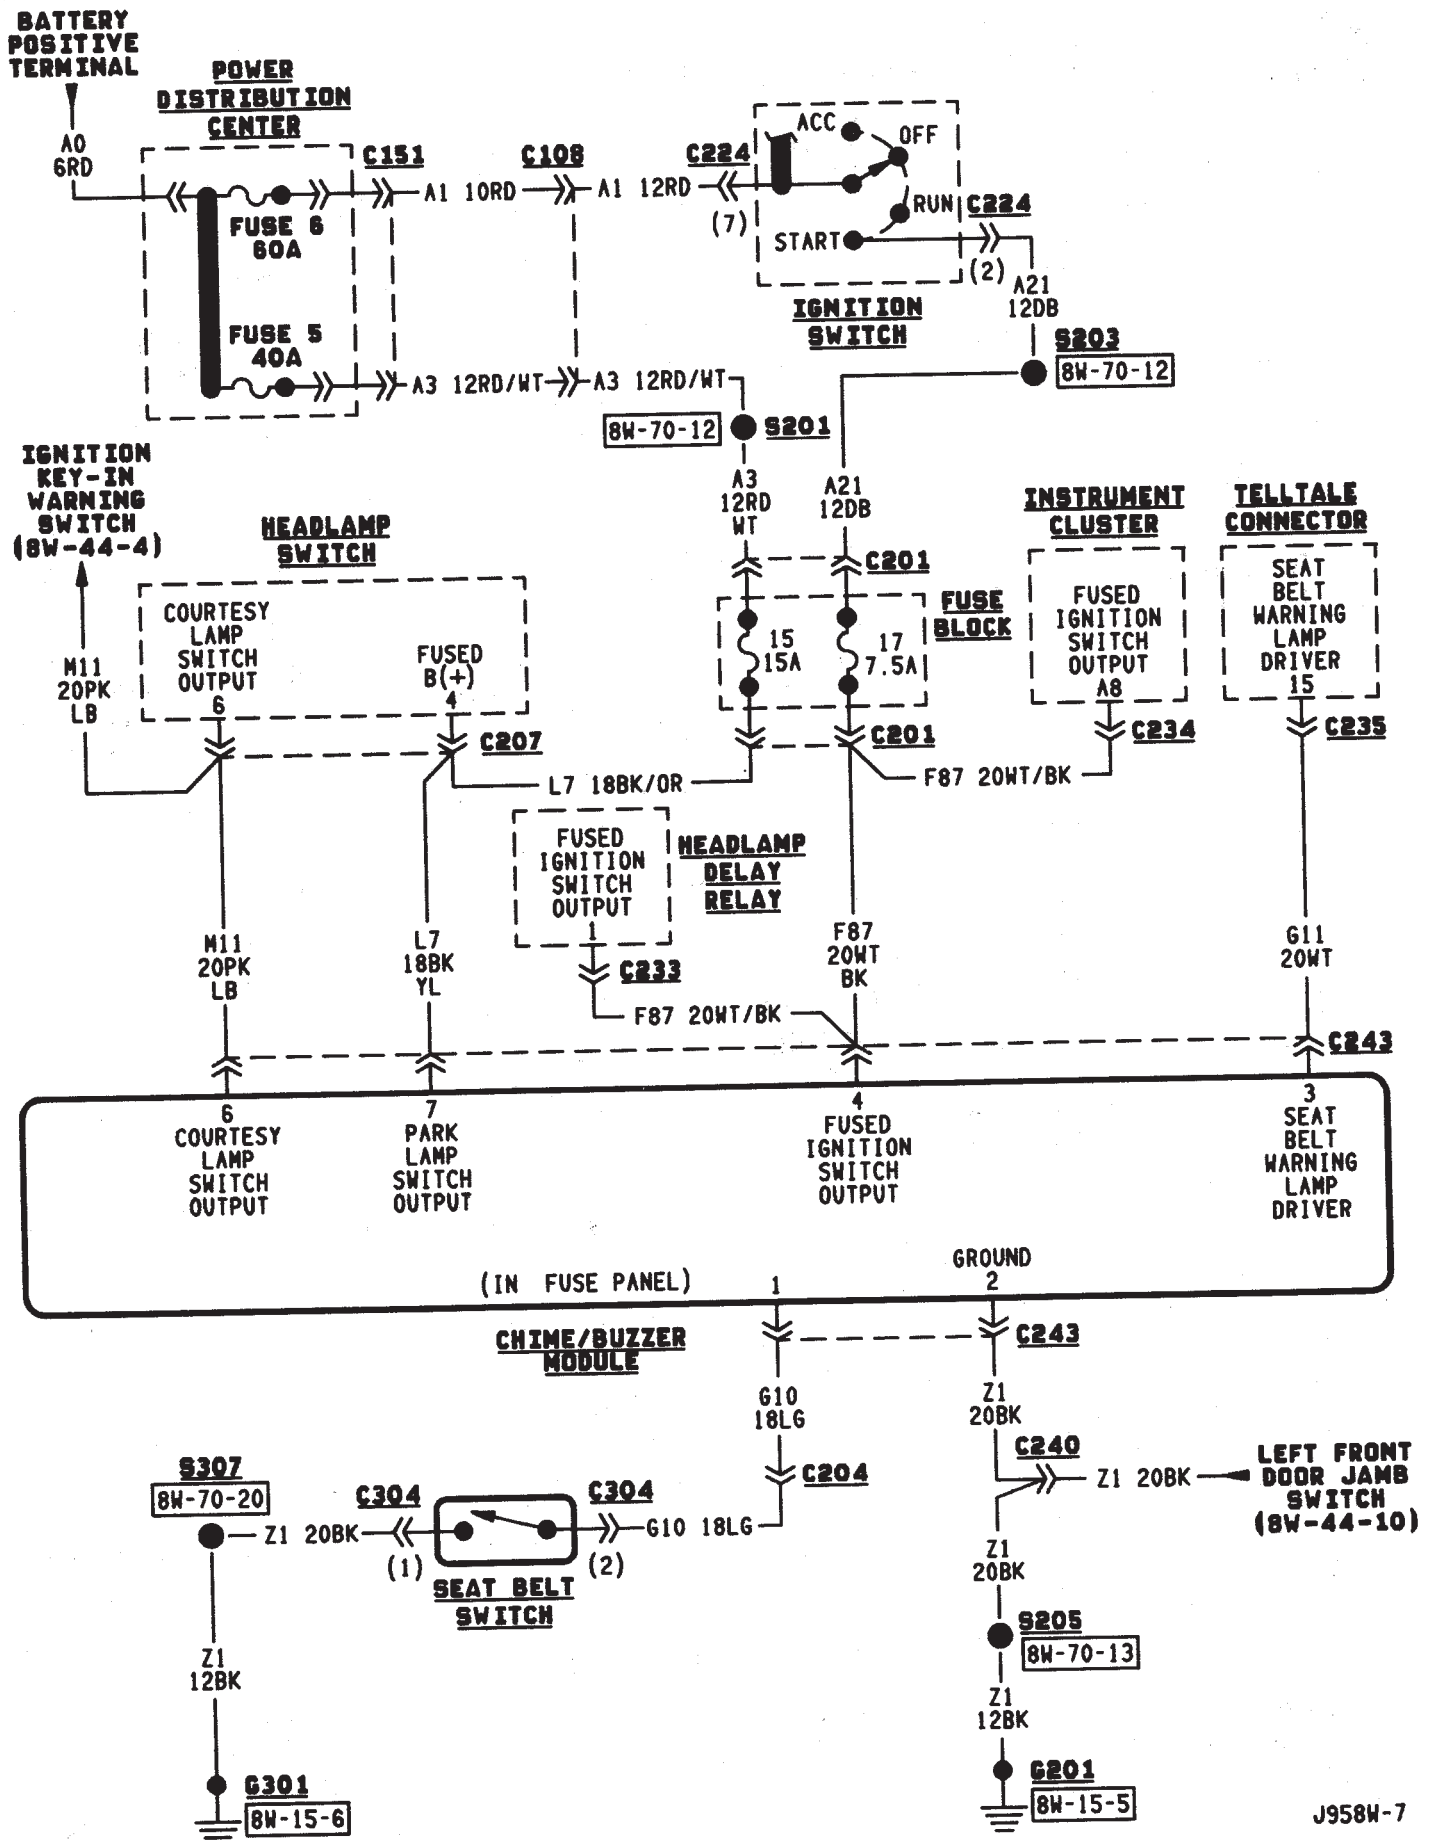 BATTERY
POSITIVE
TERMINAL
POWER
DISTRIBUTION
CENTER
A0
6RD
C151
C108
C224
ACC
OFF
A1 10RD
A1 12RD
RUN
C224
FUSE 6
60A
(7)
START
(2)
A21
12DB
IGNITION
SWITCH
FUSE 5
40A
S203
8W-70-12
A3 12RD/WT
A3 12RD/WT
8W-70-12
S201
IGNITION
KEY-IN
WARNING
SWITCH
(8W-44-4)
HEADLAMP
SWITCH
A3
12RD
WT
A21
12DB
INSTRUMENT
CLUSTER
TELLTALE
CONNECTOR
C201
COURTESY
LAMP
SWITCH
OUTPUT
6
FUSED
B(+)
4
15
15A
17
7.5A
FUSE
BLOCK
FUSED
IGNITION
SWITCH
OUTPUT
A8
SEAT
BELT
WARNING
LAMP
DRIVER
15
M11
20PK
LB
C207
C201
C234
C235
L7 18BK/OR
F87 20WT/BK
FUSED
IGNITION
SWITCH
OUTPUT
1
HEADLAMP
DELAY
RELAY
M11
20PK
LB
L7
18BK
YL
C233
F87
20WT
BK
G11
20WT
F87 20WT/BK
C243
6
COURTESY
LAMP
SWITCH
OUTPUT
7
PARK
LAMP
SWITCH
OUTPUT
4
FUSED
IGNITION
SWITCH
OUTPUT
3
SEAT
BELT
WARNING
LAMP
DRIVER
(IN FUSE PANEL)
1
GROUND
2
CHIME/BUZZER
MODULE
C243
G10
18LG
Z1
20BK
C204
C240
Z1 20BK
LEFT FRONT
DOOR JAMB
SWITCH
(8W-44-10)
S307
8W-70-20
C304
C304
Z1 20BK
(1)
(2)
G10 18LG
SEAT BELT
SWITCH
Z1
20BK
S205
8W-70-13
Z1
12BK
Z1
12BK
G301
8W-15-6
G201
8W-15-5
J958W-7